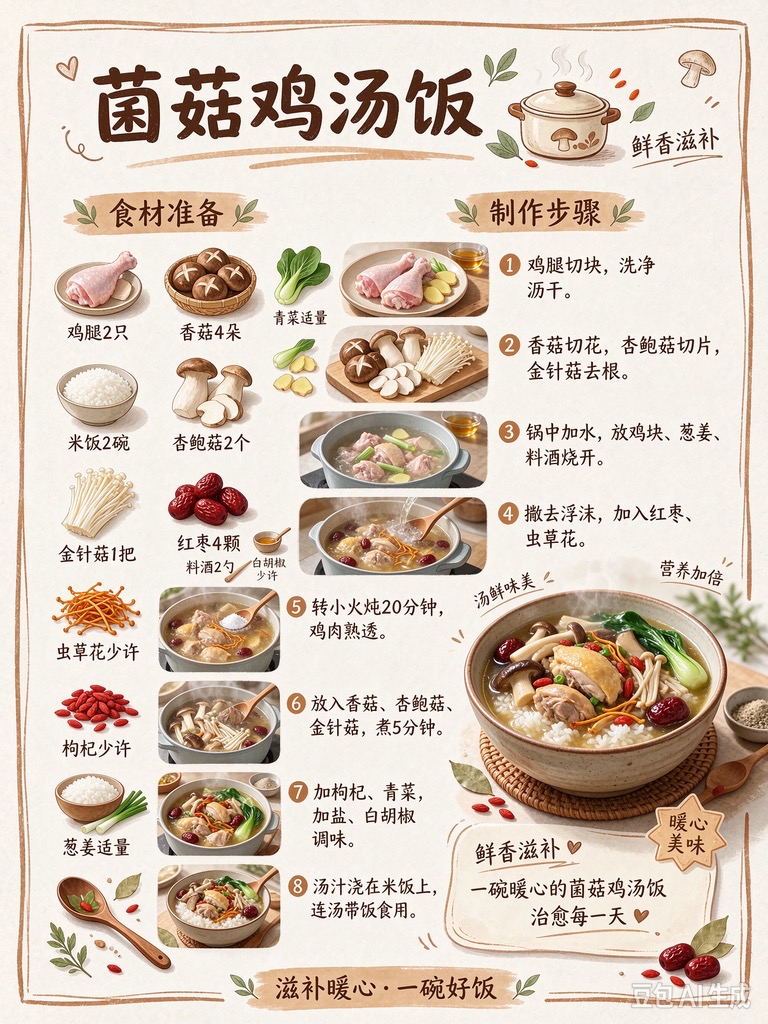 菌菇鸡汤饭
鲜香滋补
食材准备
鸡腿2只
香菇4朵
青菜适量
米饭2碗
杏鲍菇2个
金针菇1把
红枣4颗
料酒2勺
白胡椒
少许
虫草花少许
枸杞少许
葱姜适量
制作步骤
1 鸡腿切块，洗净
沥干。
2 香菇切花，杏鲍菇切片，
金针菇去根。
3 锅中加水，放鸡块、葱姜、
料酒烧开。
4 撒去浮沫，加入红枣、
虫草花。
5 转小火炖20分钟，
鸡肉熟透。
6 放入香菇、杏鲍菇、
金针菇，煮5分钟。
7 加枸杞、青菜，
加盐、白胡椒
调味。
8 汤汁浇在米饭上，
连汤带饭食用。
汤鲜味美
营养加倍
暖心
美味
鲜香滋补
一碗暖心的菌菇鸡汤饭
治愈每一天
滋补暖心·一碗好饭
豆包AI生成